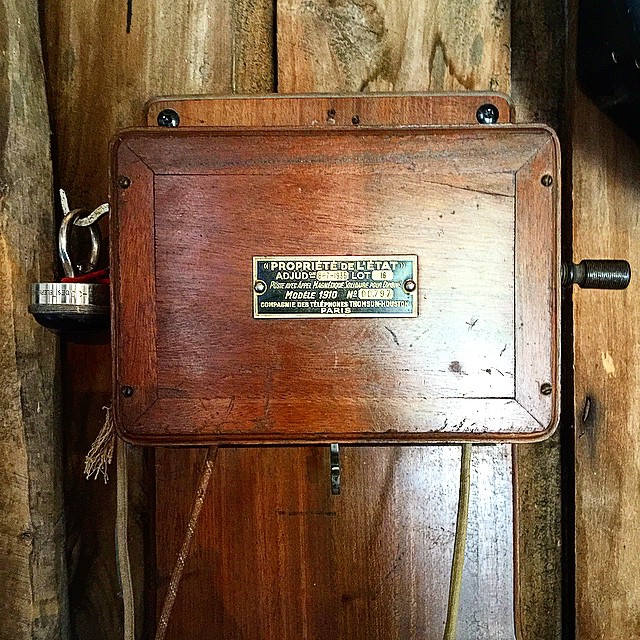 « PROPRIÉTÉ DE L'ÉTAT »
ADJUD LOT 16
POSTE AVEC APPEL MAGNÉTIQUE POUR
MODÈLE 1910 No
COMPAGNIE DES TÉLÉPHONES THOMSON-HOUSTON
PARIS